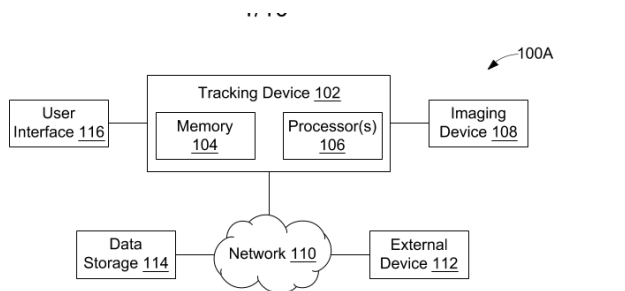 100A
Tracking Device 102
User
Interface 116
Memory
104
Processor(s)
106
Imaging
Device 108
Data
Storage 114
Network 110
External
Device 112